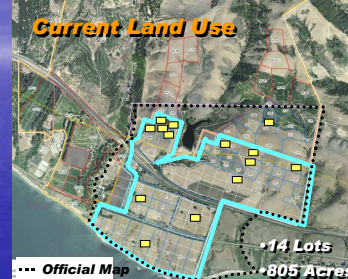 Current Land Use
•14 Lots
•805 Acres
Official Map